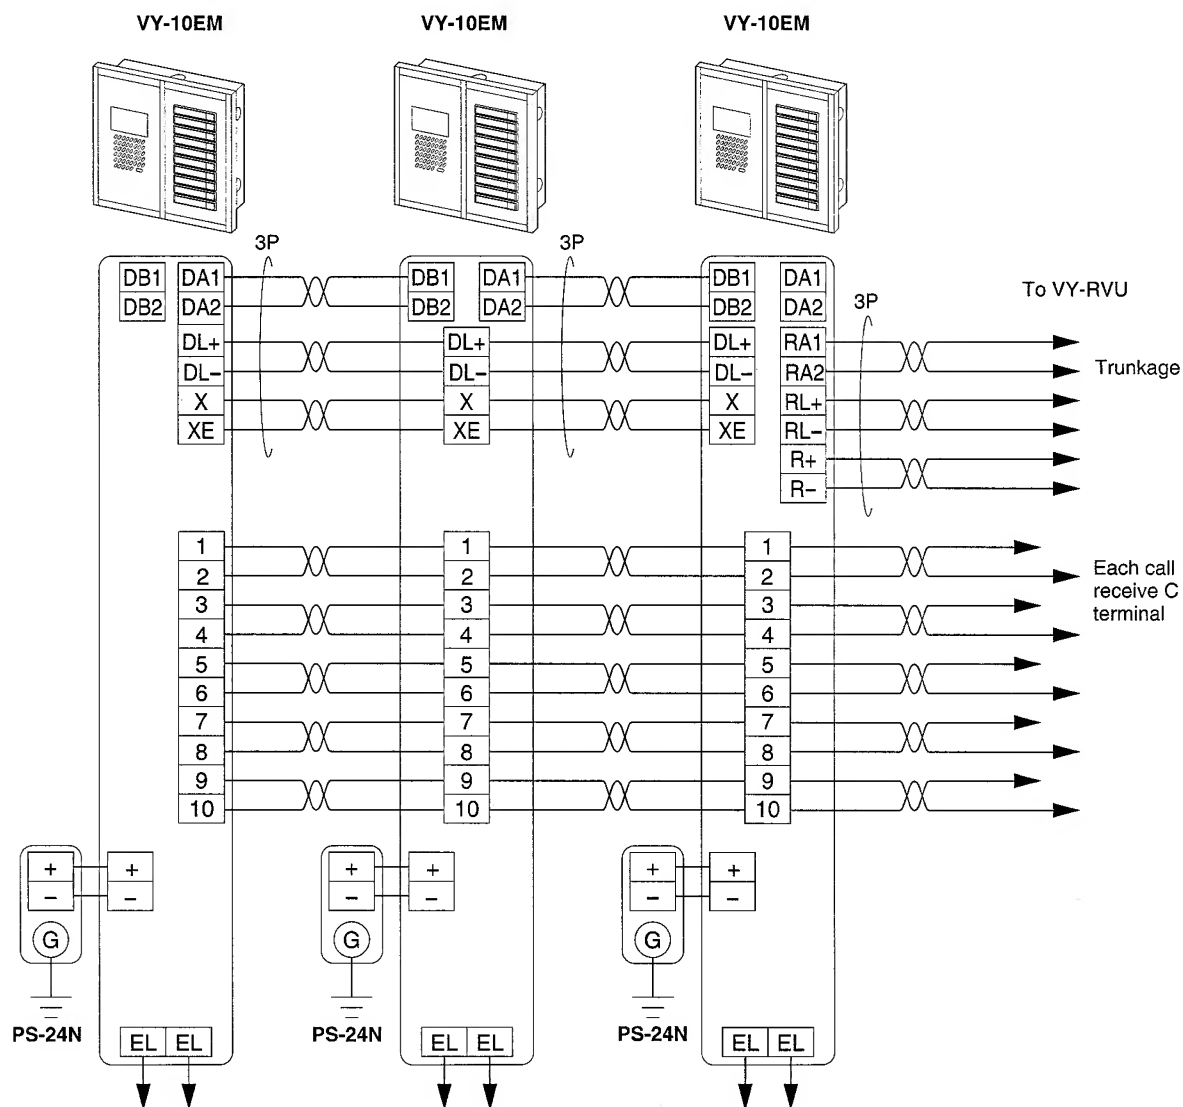 VY-10EM VY-10EM VY-10EM
3P 3P
DB1 DA1 DB1 DA1 DB1 DA1
To VY-RVU
3P
DB2 DA2 DB2 DA2 DB2 DA2
DL+ DL+ DL+ RA1
DL− DL− DL− RA2 Trunkage
X X X RL+
XE XE XE RL−
R+
R−
1 1 1
2 2 2 Each call
receive C
terminal
3 3 3
4 4 4
5 5 5
6 6 6
7 7 7
8 8 8
9 9 9
10 10 10
+ + + + + +
− − − − − −
G G G
PS-24N PS-24N PS-24N
EL EL EL EL EL EL